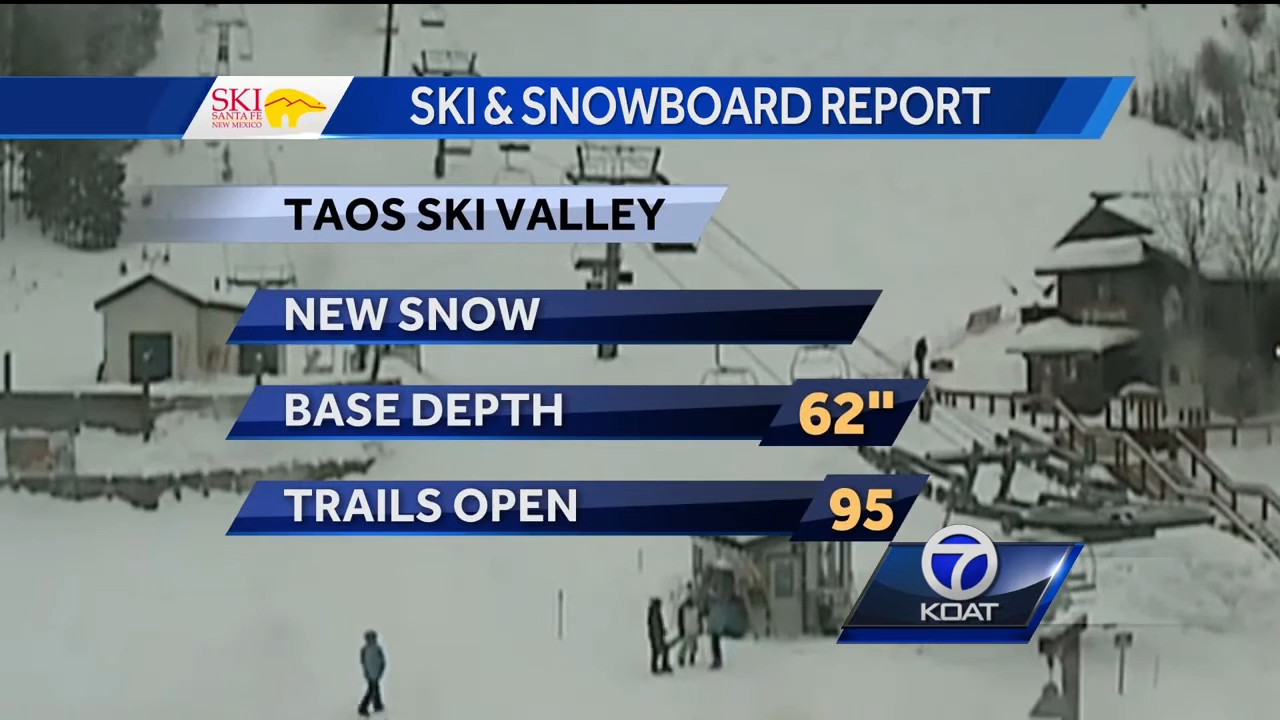 SKI
SANTA FE
NEW MEXICO
SKI & SNOWBOARD REPORT
TAOS SKI VALLEY
NEW SNOW
BASE DEPTH 62"
TRAILS OPEN 95
7
KOAT